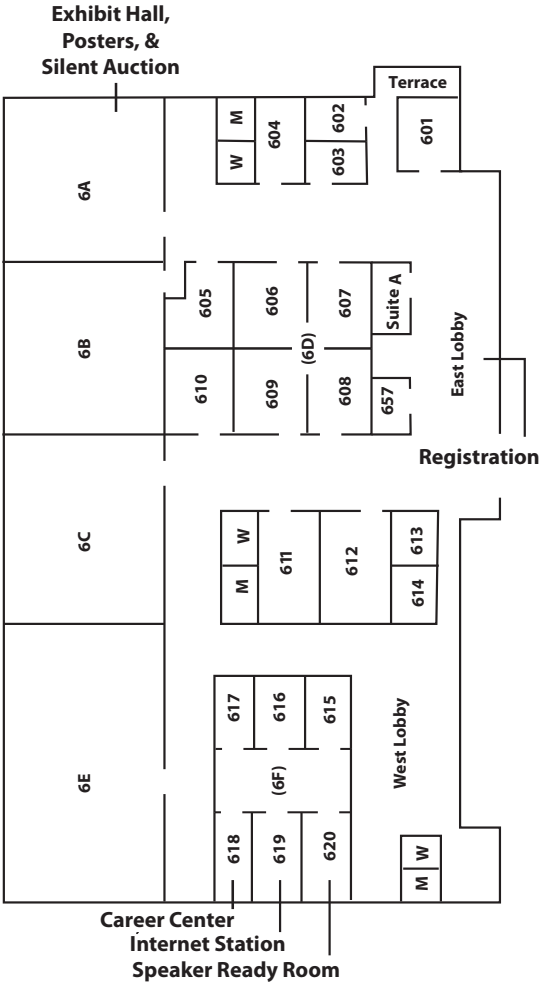 Exhibit Hall,
Posters, &
Silent Auction
Terrace
M
W
604
602
603
601
6A
605
606
607
Suite A
6B
(6D)
East Lobby
610
609
608
657
Registration
6C
W
M
611
612
613
614
617
616
615
West Lobby
6E
(6F)
618
619
620
W
M
Career Center
Internet Station
Speaker Ready Room